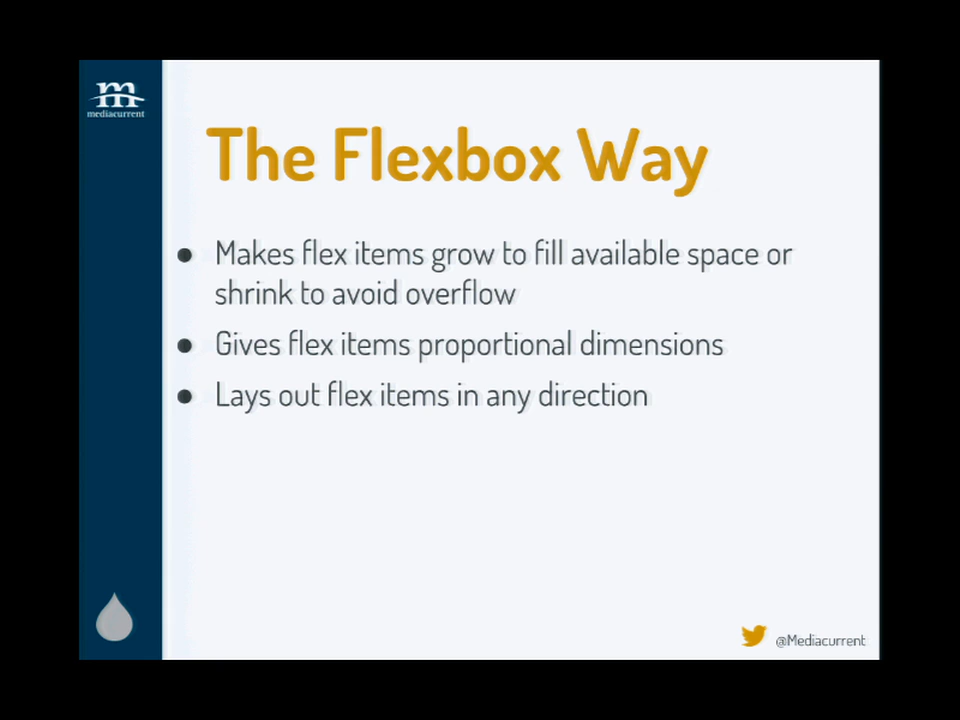 mediacurrent
The Flexbox Way
● Makes flex items grow to fill available space or
shrink to avoid overflow
● Gives flex items proportional dimensions
● Lays out flex items in any direction
@Mediacurrent